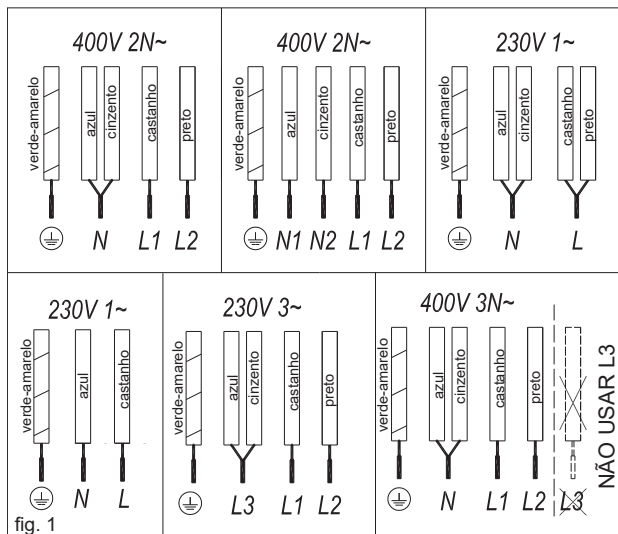 400V 2N~
verde-amarelo
azul
cinzento
castanho
preto
N L1 L2
400V 2N~
verde-amarelo
azul
cinzento
castanho
preto
N1 N2 L1 L2
230V 1~
verde-amarelo
azul
cinzento
castanho
preto
N L
230V 1~
verde-amarelo
azul
castanho
N L
fig. 1
230V 3~
verde-amarelo
azul
cinzento
castanho
preto
L3 L1 L2
400V 3N~
verde-amarelo
azul
cinzento
castanho
preto
N L1 L2 L3
NÃO USAR L3